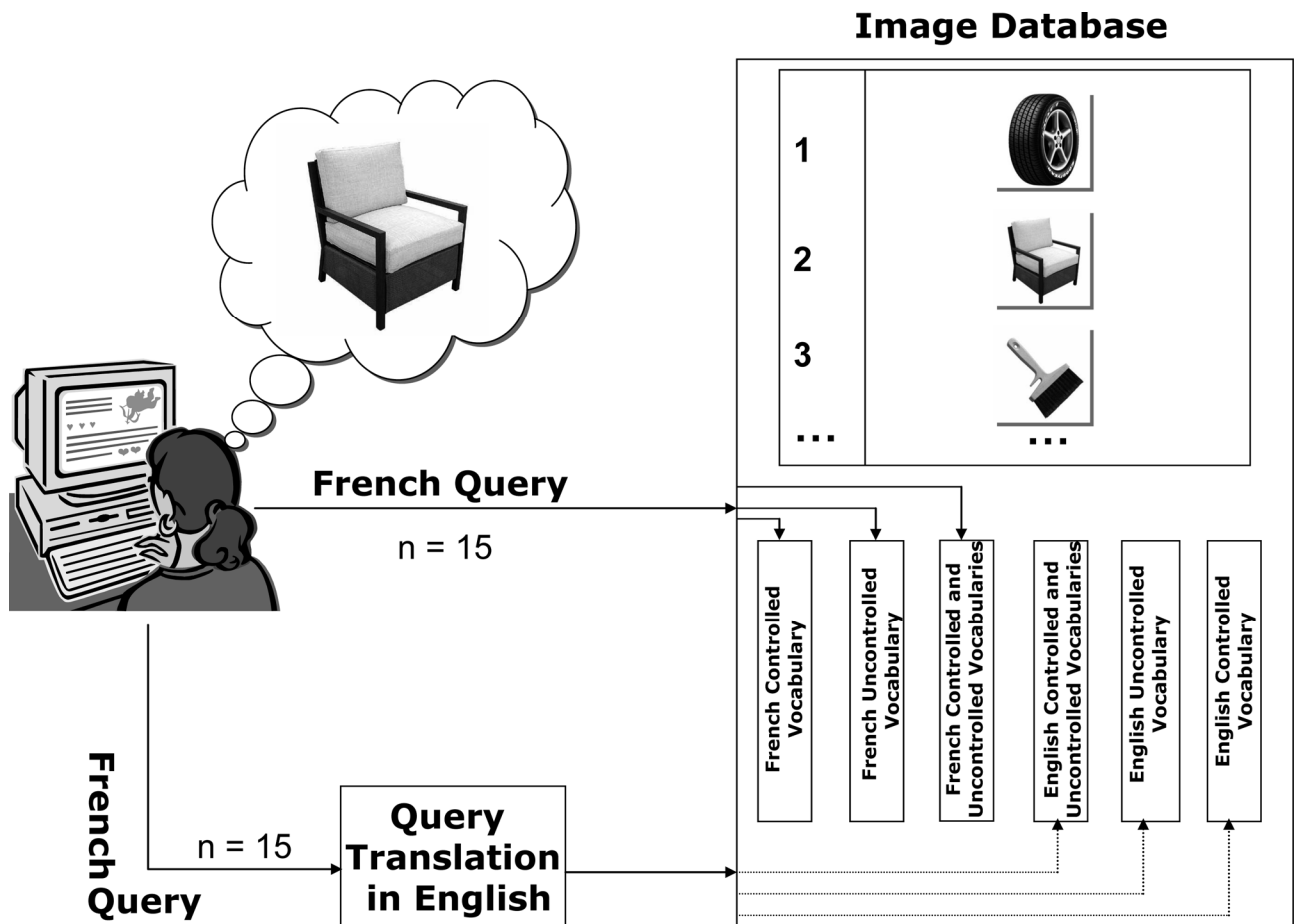 Image Database
1
2
3
...
...
French Query
n = 15
French Controlled
Vocabulary
French Uncontrolled
Vocabulary
French Controlled and
Uncontrolled Vocabularies
English Controlled and
Uncontrolled Vocabularies
English Uncontrolled
Vocabulary
English Controlled
Vocabulary
French
Query
n = 15
Query
Translation
in English